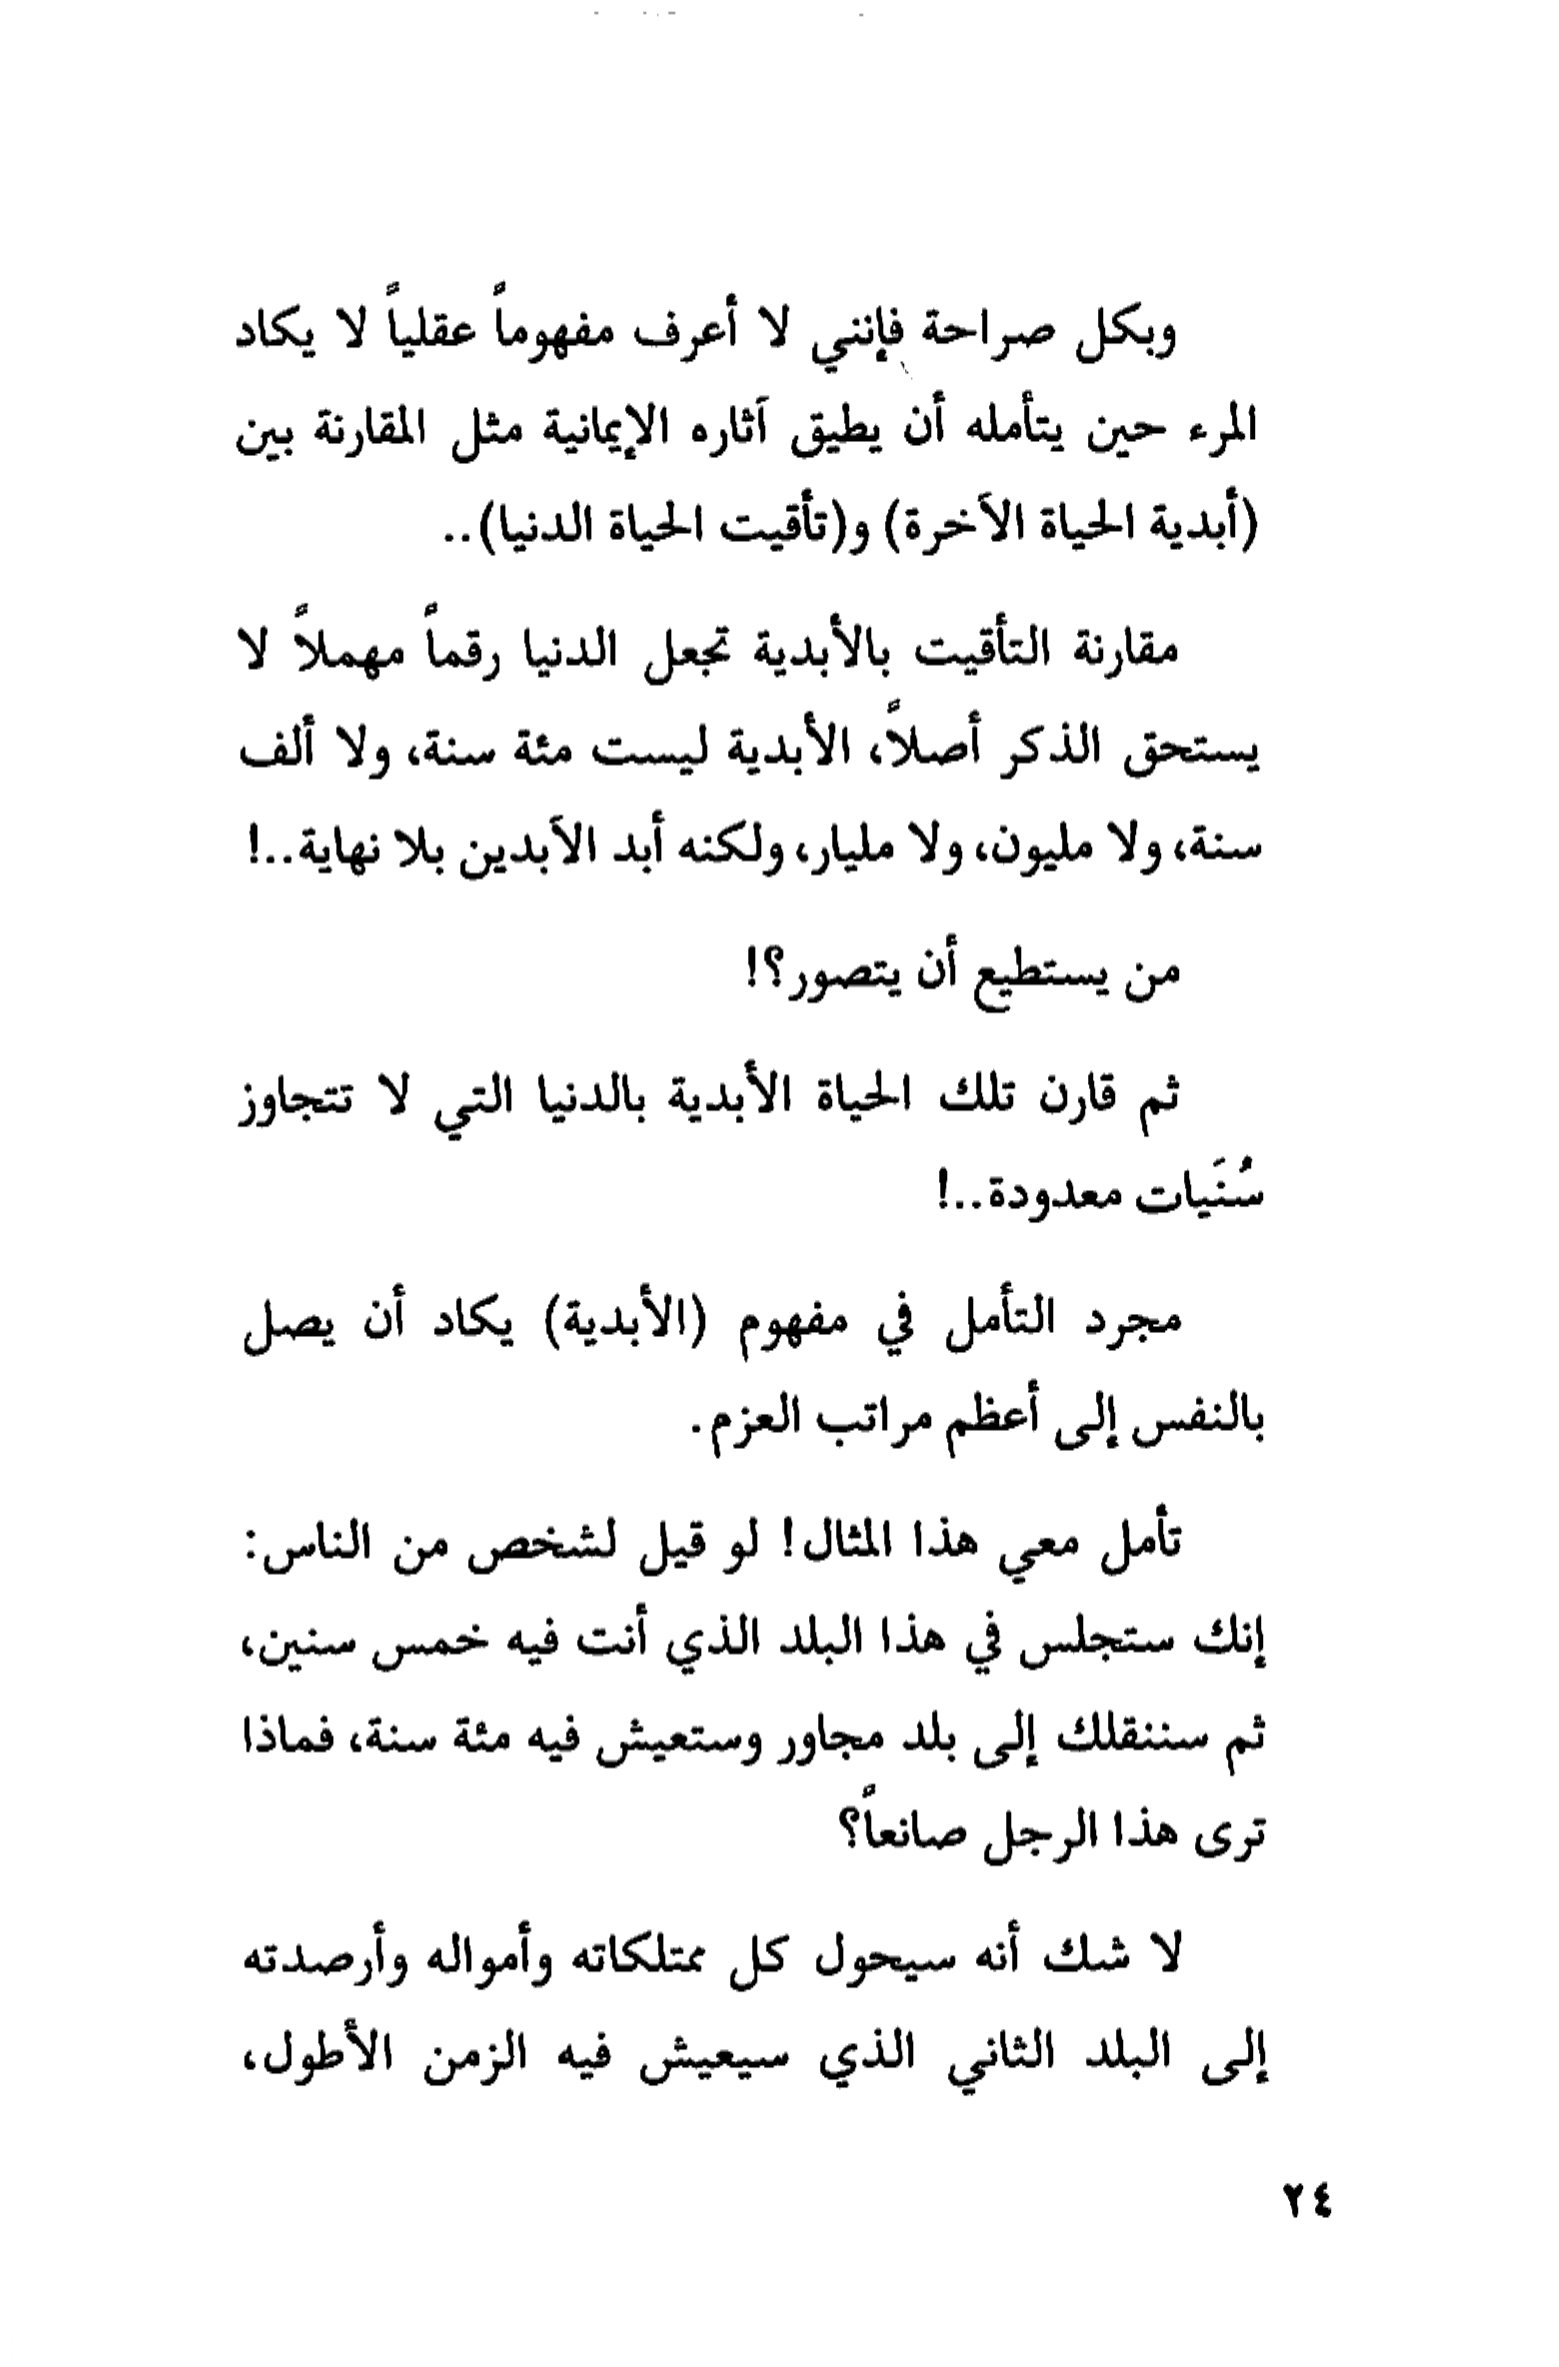 وبكل صراحة فإنني لا أعرف مفهوماً عقلياً لا يكاد
المرء حين يتأمله أن يطيق آثاره الإيمانية مثل المقارنة بين
(أبدية الحياة الآخرة) و(تأقيت الحياة الدنيا)..
مقارنة التأقيت بالأبدية تجعل الدنيا رقماً مهملاً لا
يستحق الذكر أصلاً، الأبدية ليست مئة سنة، ولا ألف
سنة، ولا مليون، ولا مليار، ولكنه أبد الآبدين بلا نهاية..!
من يستطيع أن يتصور؟!
ثم قارن تلك الحياة الأبدية بالدنيا التي لا تتجاوز
سُنَيات معدودة..!
مجرد التأمل في مفهوم (الأبدية) يكاد أن يصل
بالنفس إلى أعظم مراتب العزم.
تأمل معي هذا المثال! لو قيل لشخص من الناس:
إنك ستجلس في هذا البلد الذي أنت فيه خمس سنين،
ثم سننقلك إلى بلد مجاور وستعيش فيه مئة سنة، فماذا
ترى هذا الرجل صانعاً؟
لا شك أنه سيحول كل ممتلكاته وأمواله وأرصدته
إلى البلد الثاني الذي سيعيش فيه الزمن الأطول،
٢٤